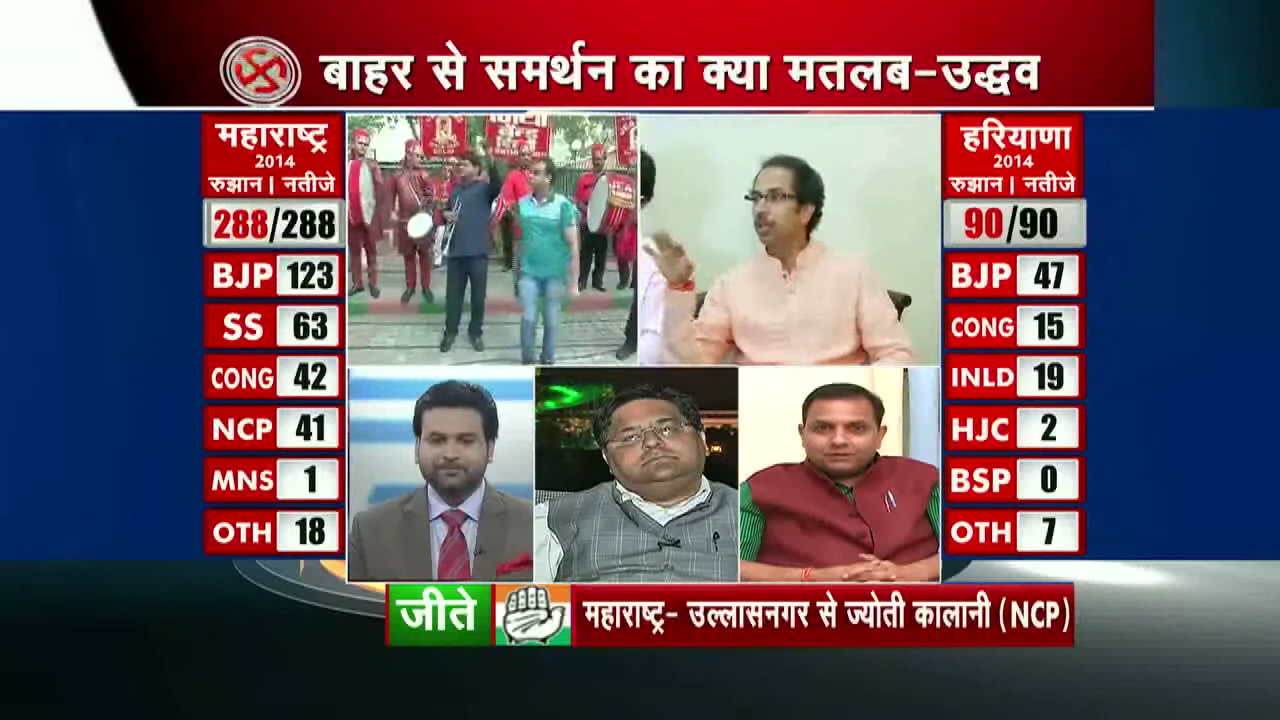 बाहर से समर्थन का क्या मतलब-उद्धव
महाराष्ट्र
2014
रुझान | नतीजे
288/288
BJP 123
SS 63
CONG 42
NCP 41
MNS 1
OTH 18
हरियाणा
2014
रुझान | नतीजे
90/90
BJP 47
CONG 15
INLD 19
HJC 2
BSP 0
OTH 7
जीते
महाराष्ट्र- उल्लासनगर से ज्योती कालानी (NCP)